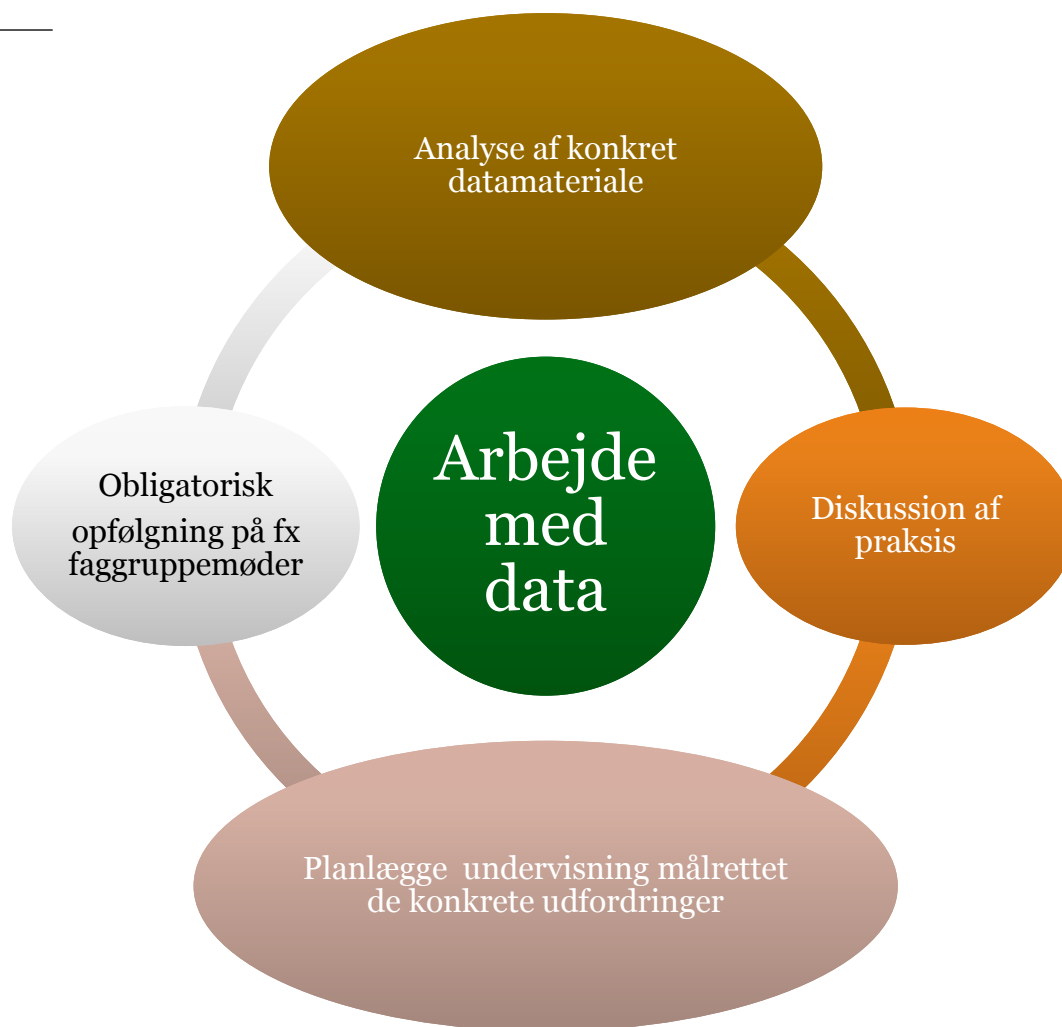 Analyse af konkret
datamateriale
Arbejde
med
data
Obligatorisk
opfølgning på fx
faggruppemøder
Diskussion af
praksis
Planlægge  undervisning målrettet
de konkrete udfordringer